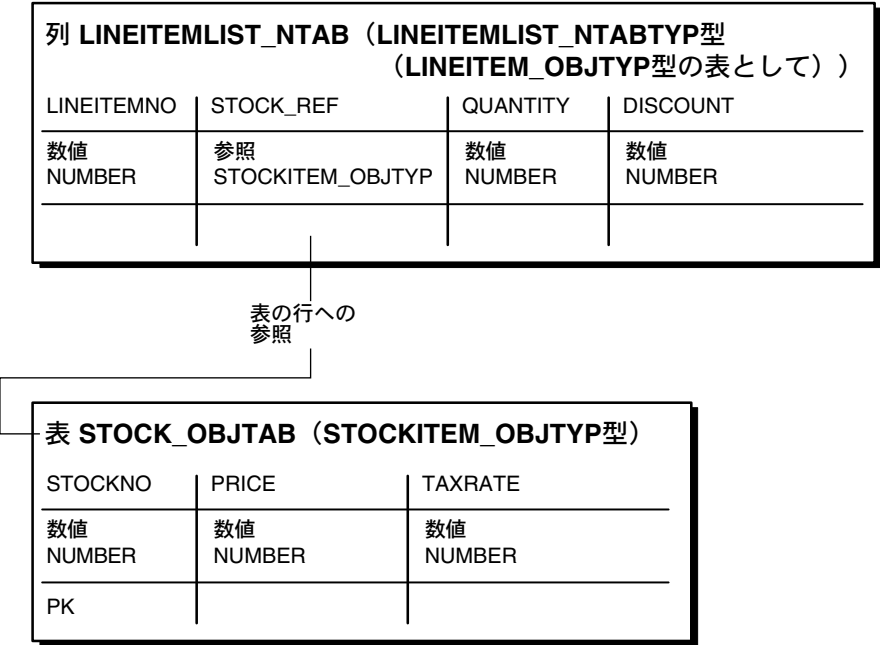 列 LINEITEMLIST_NTAB（LINEITEMLIST_NTABTYP型
（LINEITEM_OBJTYP型の表として））
LINEITEMNO STOCK_REF QUANTITY DISCOUNT
数値 参照 数値 数値
NUMBER STOCKITEM_OBJTYP NUMBER NUMBER
表の行への
参照
表 STOCK_OBJTAB（STOCKITEM_OBJTYP型）
STOCKNO PRICE TAXRATE
数値 数値 数値
NUMBER NUMBER NUMBER
PK